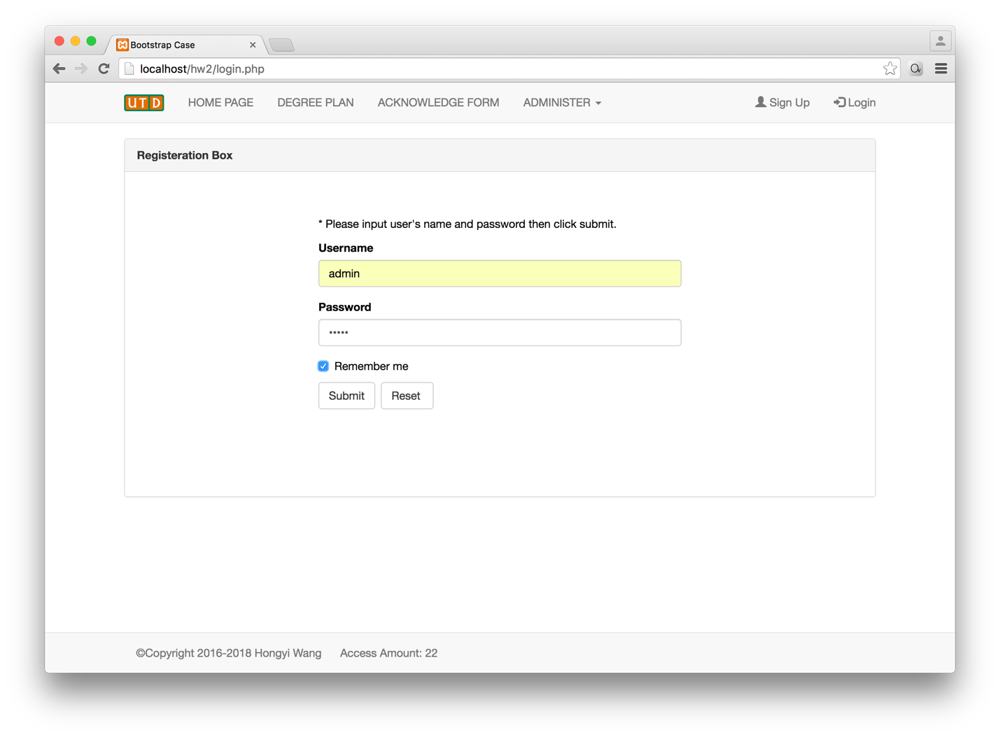 Bootstrap Case
localhost/hw2/login.php
UTD HOME PAGE DEGREE PLAN ACKNOWLEDGE FORM ADMINISTER Sign Up Login
Registeration Box
* Please input user's name and password then click submit.
Username
admin
Password
•••••
Remember me
Submit Reset
©Copyright 2016-2018 Hongyi Wang Access Amount: 22